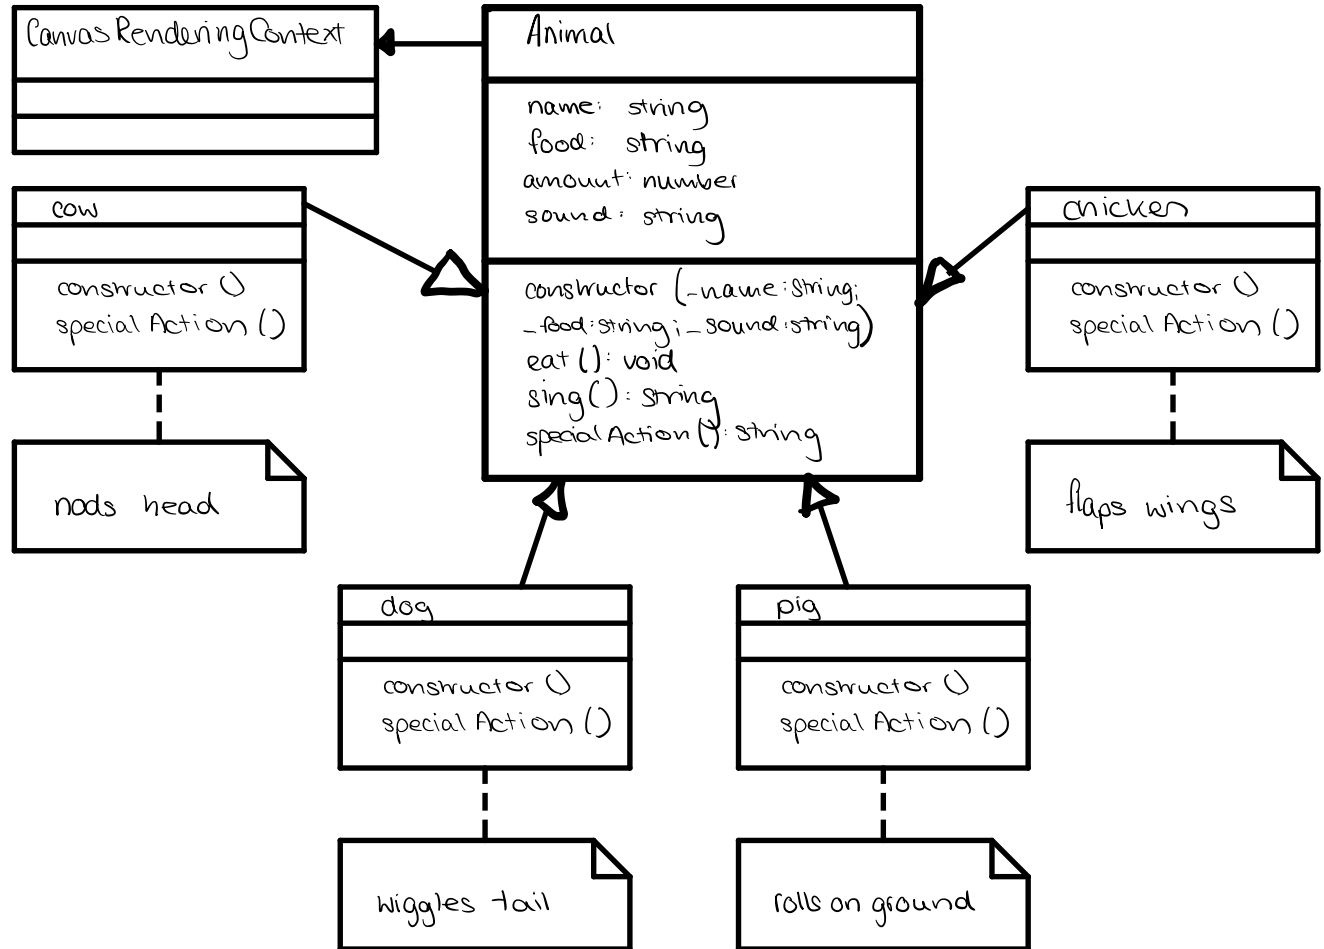 CanvasRenderingContext
Animal
name: string
food: string
amount: number
sound: string
constructor (_name:string;
_food:string; _sound:string)
eat(): void
sing(): string
specialAction(): string
cow
constructor ()
specialAction()
nods head
chicken
constructor ()
specialAction()
flaps wings
dog
constructor ()
specialAction()
wiggles tail
pig
constructor ()
specialAction()
rolls on ground